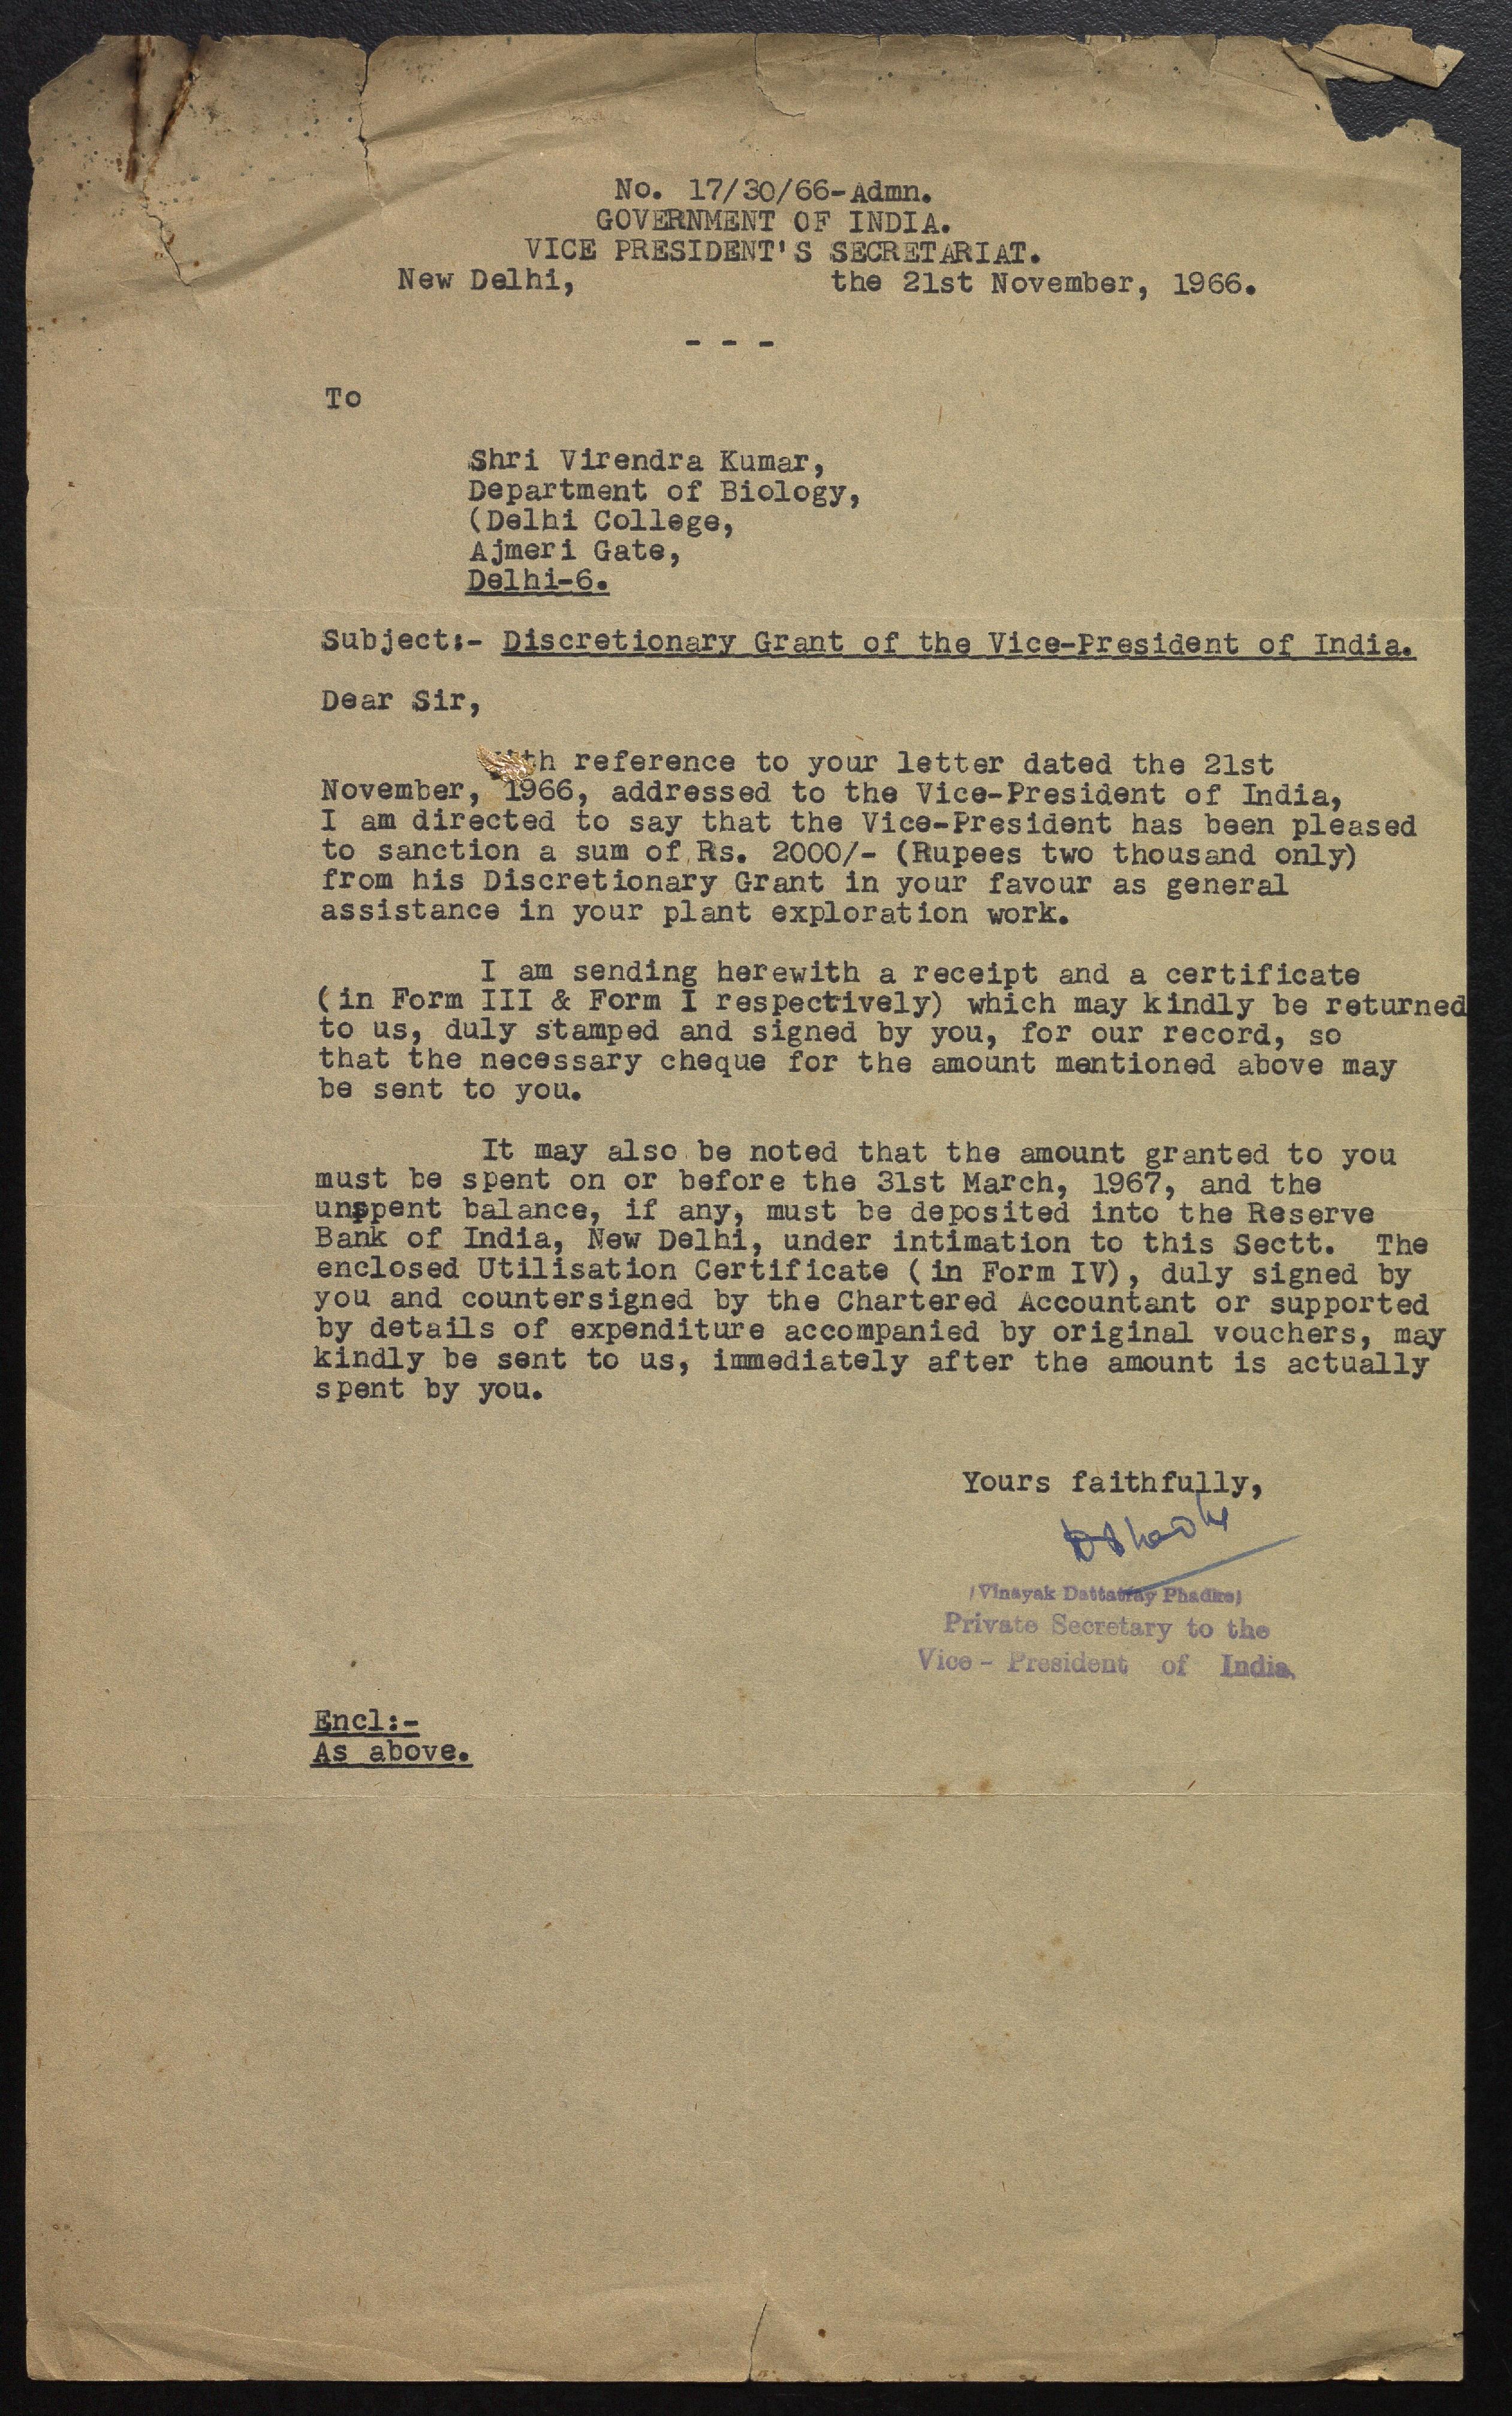 No. 17/30/66-Admn.
GOVERNMENT OF INDIA.
VICE PRESIDENT'S SECRETARIAT.
New Delhi, the 21st November, 1966.
- - -
To
Shri Virendra Kumar,
Department of Biology,
(Delhi College,
Ajmeri Gate,
Delhi-6.
Subject:- Discretionary Grant of the Vice-President of India.
Dear Sir,
With reference to your letter dated the 21st
November, 1966, addressed to the Vice-President of India,
I am directed to say that the Vice-President has been pleased
to sanction a sum of Rs. 2000/- (Rupees two thousand only)
from his Discretionary Grant in your favour as general
assistance in your plant exploration work.
I am sending herewith a receipt and a certificate
(in Form III & Form I respectively) which may kindly be returned
to us, duly stamped and signed by you, for our record, so
that the necessary cheque for the amount mentioned above may
be sent to you.
It may also be noted that the amount granted to you
must be spent on or before the 31st March, 1967, and the
unspent balance, if any, must be deposited into the Reserve
Bank of India, New Delhi, under intimation to this Sectt. The
enclosed Utilisation Certificate (in Form IV), duly signed by
you and countersigned by the Chartered Accountant or supported
by details of expenditure accompanied by original vouchers, may
kindly be sent to us, immediately after the amount is actually
spent by you.
Yours faithfully,
(Vinayak Dattatray Phadke)
Private Secretary to the
Vice - President of India.
Encl:-
As above.